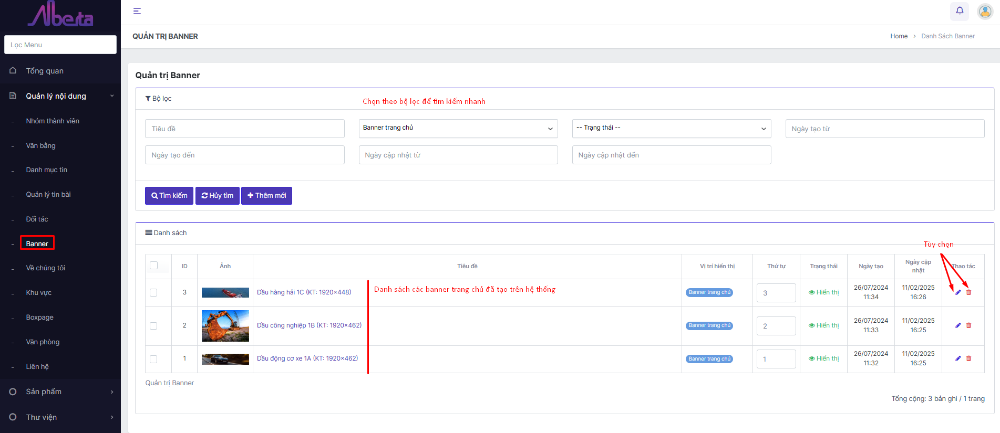 Alberta
QUẢN TRỊ BANNER
Home > Danh Sách Banner
Lọc Menu
Tổng quan
Quản lý nội dung
- Nhóm thành viên
- Văn bằng
- Danh mục tin
- Quản lý tin bài
- Đối tác
- Banner
- Về chúng tôi
- Khu vực
- Boxpage
- Văn phòng
- Liên hệ
Sản phẩm
Thư viện
Quản trị Banner
Bộ lọc
Chọn theo bộ lọc để tìm kiếm nhanh
Tiêu đề
Banner trang chủ
-- Trạng thái --
Ngày tạo từ
Ngày tạo đến
Ngày cập nhật từ
Ngày cập nhật đến
Tìm kiếm
Hủy tìm
Thêm mới
Danh sách
Tùy chọn
ID Ảnh Tiêu đề Vị trí hiển thị Thứ tự Trạng thái Ngày tạo Ngày cập nhật Thao tác
Danh sách các banner trang chủ đã tạo trên hệ thống
3 Dầu hàng hải 1C (KT: 1920×448) Banner trang chủ 3 Hiển thị 26/07/2024 11:34 11/02/2025 16:26
2 Dầu công nghiệp 1B (KT: 1920×462) Banner trang chủ 2 Hiển thị 26/07/2024 11:33 11/02/2025 16:25
1 Dầu động cơ xe 1A (KT: 1920×462) Banner trang chủ 1 Hiển thị 26/07/2024 11:32 11/02/2025 16:25
Quản trị Banner
Tổng cộng: 3 bản ghi / 1 trang